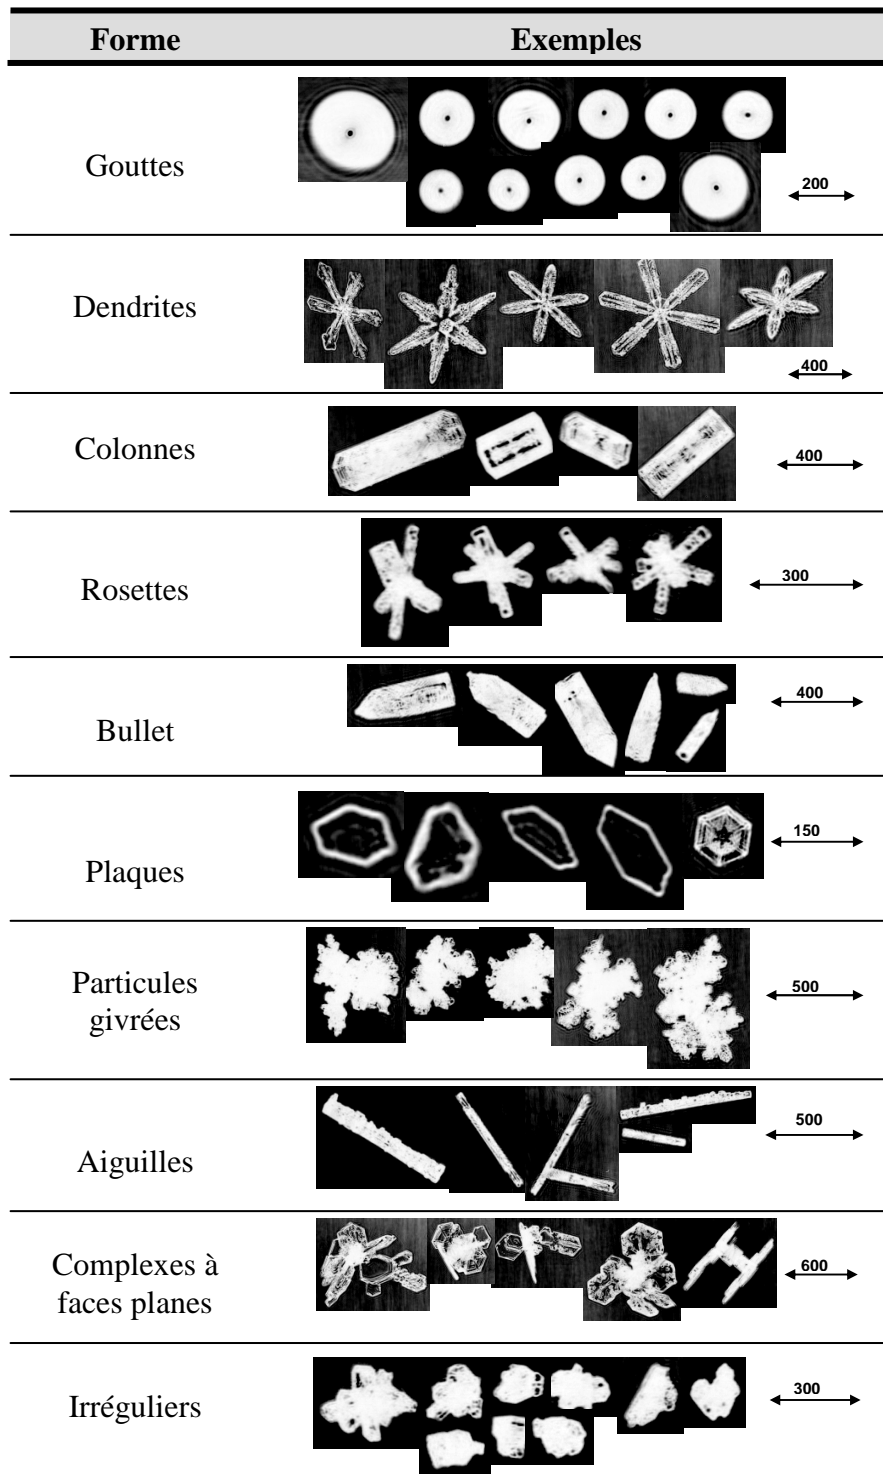 Forme Exemples
Gouttes
200
Dendrites
400
Colonnes
400
Rosettes
300
Bullet
400
Plaques
150
Particules
givrées
500
Aiguilles
500
Complexes à
faces planes
600
Irréguliers
300